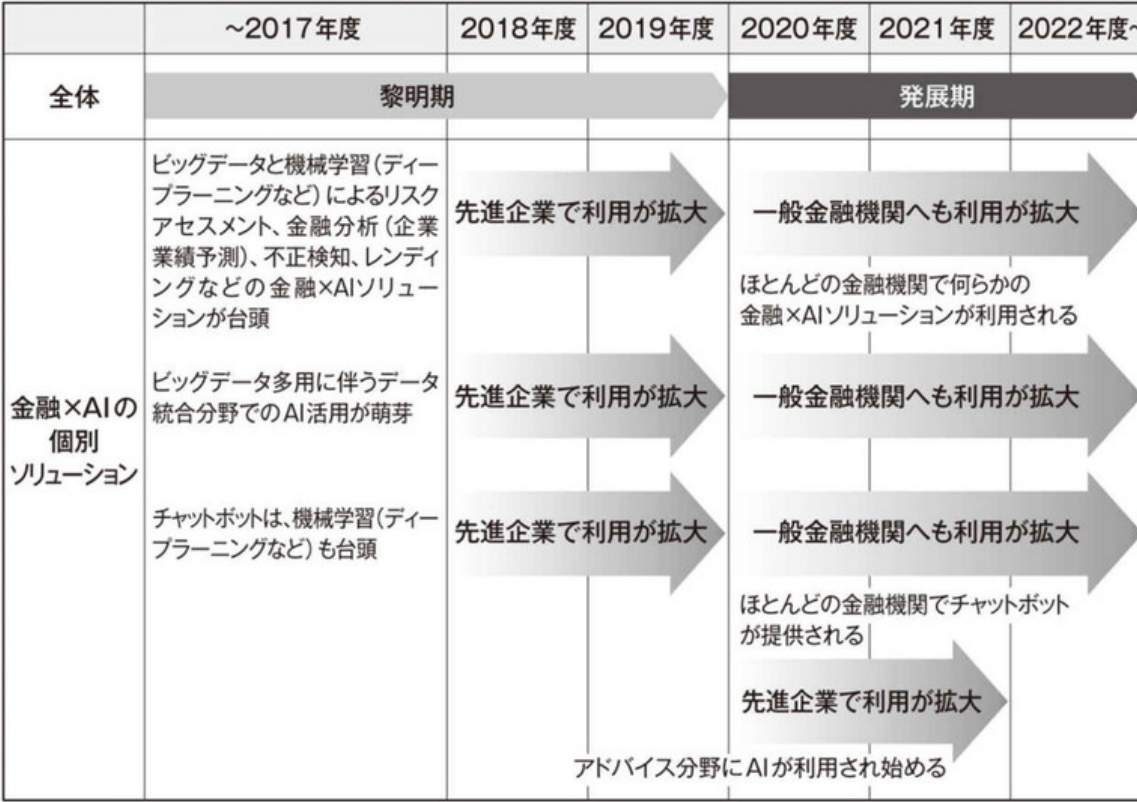 ～2017年度
2018年度
2019年度
2020年度
2021年度
2022年度～
全体
黎明期
発展期
金融×AIの
個別
ソリューション
ビッグデータと機械学習（ディー
プラーニングなど）によるリスク
アセスメント、金融分析（企業
業績予測）、不正検知、レンディ
ングなどの金融×AIソリュー
ションが台頭
先進企業で利用が拡大
一般金融機関へも利用が拡大
ほとんどの金融機関で何らかの
金融×AIソリューションが利用される
ビッグデータ多用に伴うデータ
統合分野でのAI活用が萌芽
先進企業で利用が拡大
一般金融機関へも利用が拡大
チャットボットは、機械学習（ディー
プラーニングなど）も台頭
先進企業で利用が拡大
一般金融機関へも利用が拡大
ほとんどの金融機関でチャットボット
が提供される
先進企業で利用が拡大
アドバイス分野にAIが利用され始める